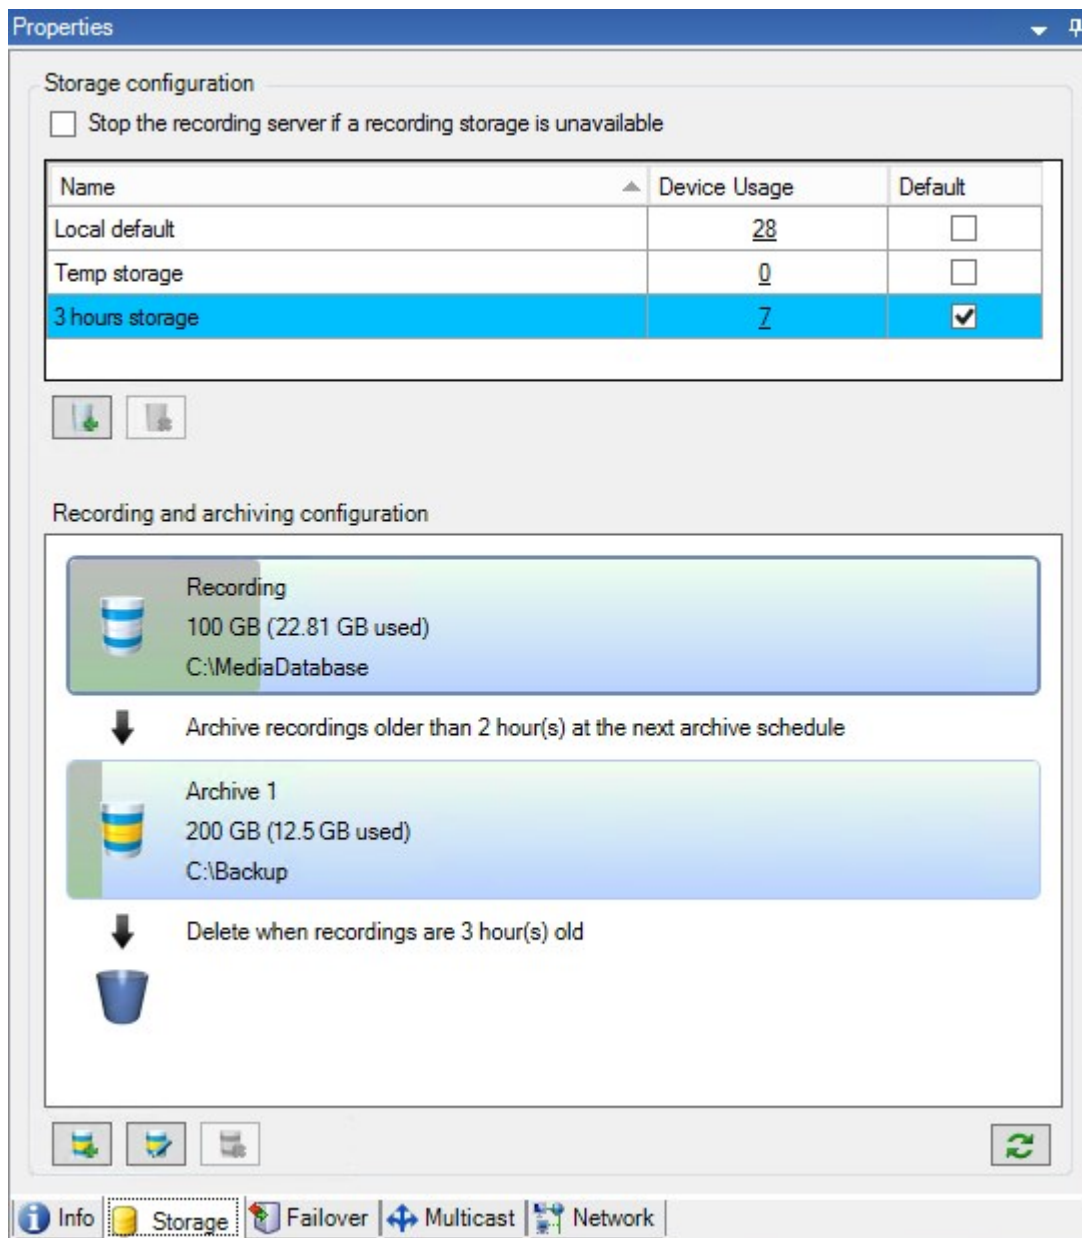 Properties
Storage configuration
Stop the recording server if a recording storage is unavailable
Name Device Usage Default
Local default 28
Temp storage 0
3 hours storage 7
Recording and archiving configuration
Recording
100 GB (22.81 GB used)
C:\MediaDatabase
Archive recordings older than 2 hour(s) at the next archive schedule
Archive 1
200 GB (12.5 GB used)
C:\Backup
Delete when recordings are 3 hour(s) old
Info Storage Failover Multicast Network